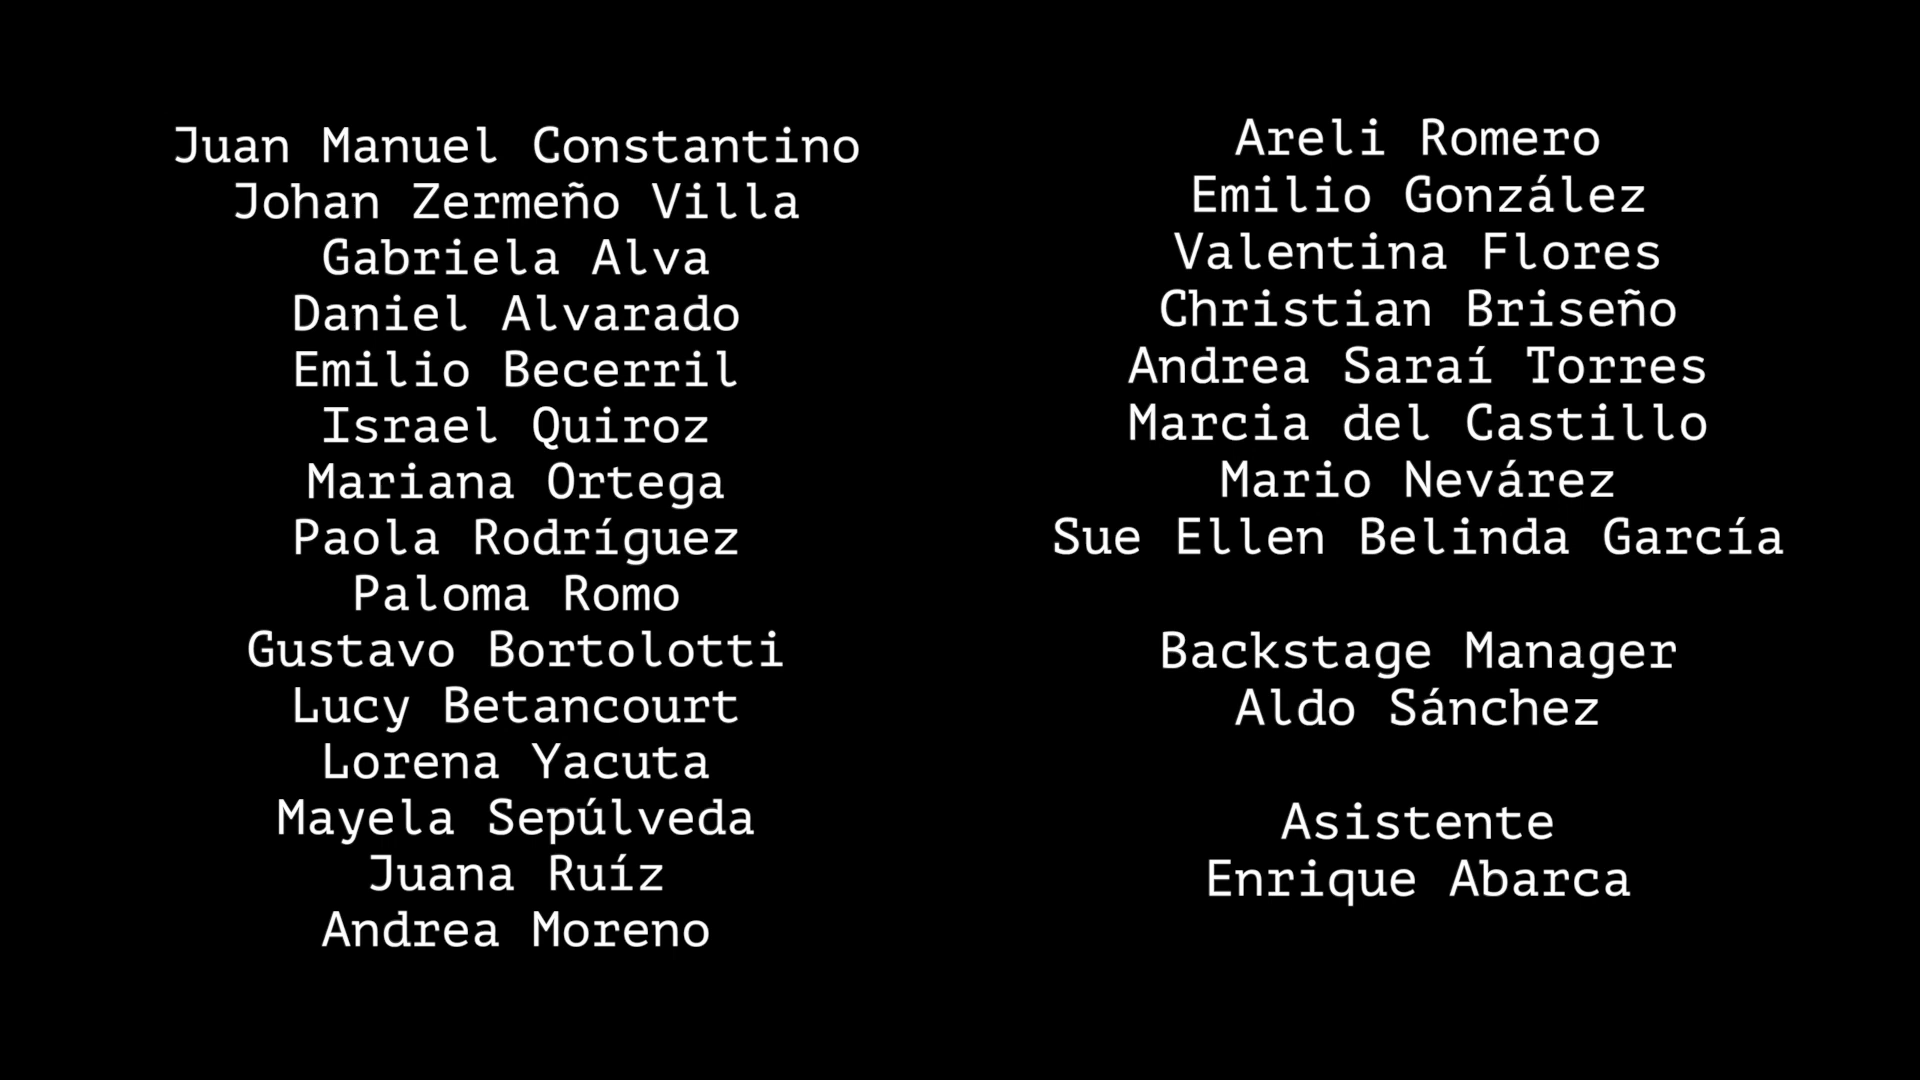 Juan Manuel Constantino
Johan Zermeño Villa
Gabriela Alva
Daniel Alvarado
Emilio Becerril
Israel Quiroz
Mariana Ortega
Paola Rodríguez
Paloma Romo
Gustavo Bortolotti
Lucy Betancourt
Lorena Yacuta
Mayela Sepúlveda
Juana Ruíz
Andrea Moreno
Areli Romero
Emilio González
Valentina Flores
Christian Briseño
Andrea Saraí Torres
Marcia del Castillo
Mario Nevárez
Sue Ellen Belinda García
Backstage Manager
Aldo Sánchez
Asistente
Enrique Abarca